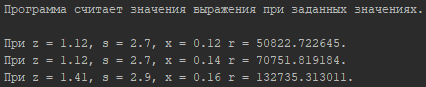 Программа считает значения выражения при заданных значениях.
При z = 1.12, s = 2.7, x = 0.12 r = 50822.722645.
При z = 1.12, s = 2.7, x = 0.14 r = 70751.819184.
При z = 1.41, s = 2.9, x = 0.16 r = 132735.313011.